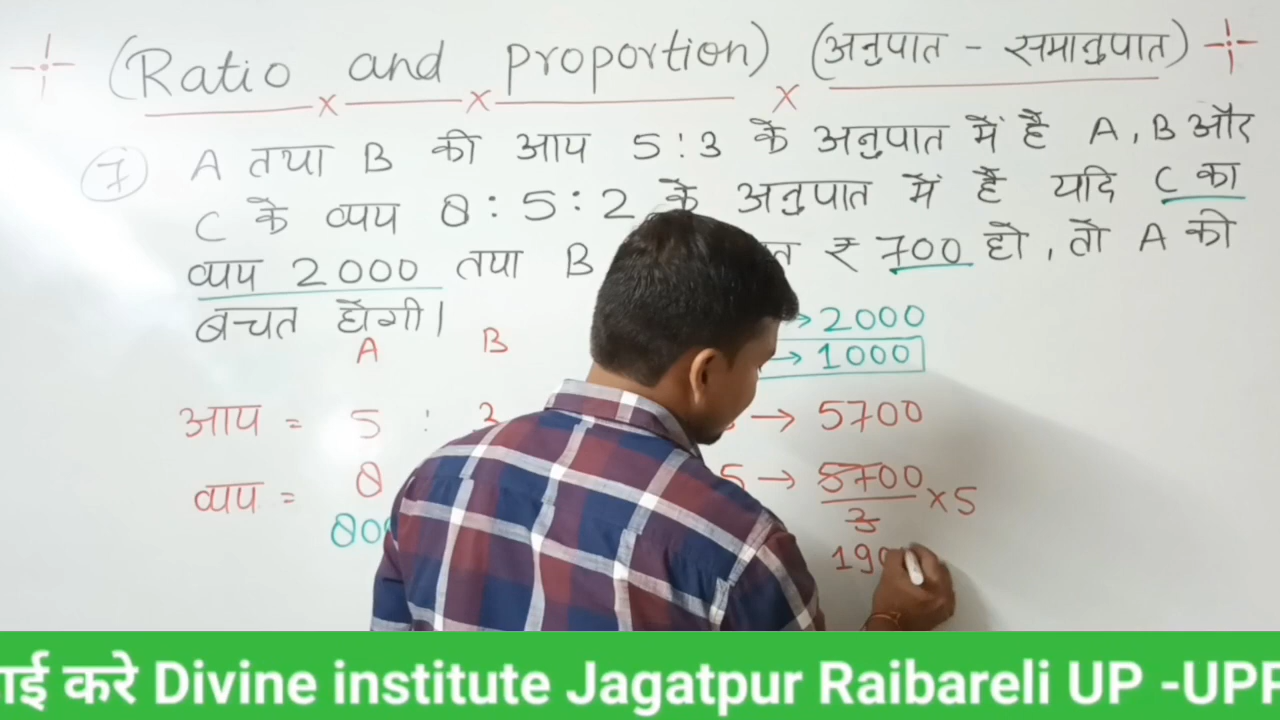 (Ratio and proportion) (अनुपात - समानुपात)
7 A तथा B की आय 5:3 के अनुपात में है A, B और
C के व्यय 8:5:2 के अनुपात में हैं यदि C का
व्यय 2000 तथा B त ₹ 700 हो, तो A की
बचत होगी।
→ 2000
→ 1000
A B
आय = 5 : 3 → 5700
व्यय = 8 5 → 5700/3 × 5
800 190
ाई करे Divine institute Jagatpur Raibareli UP -UPP